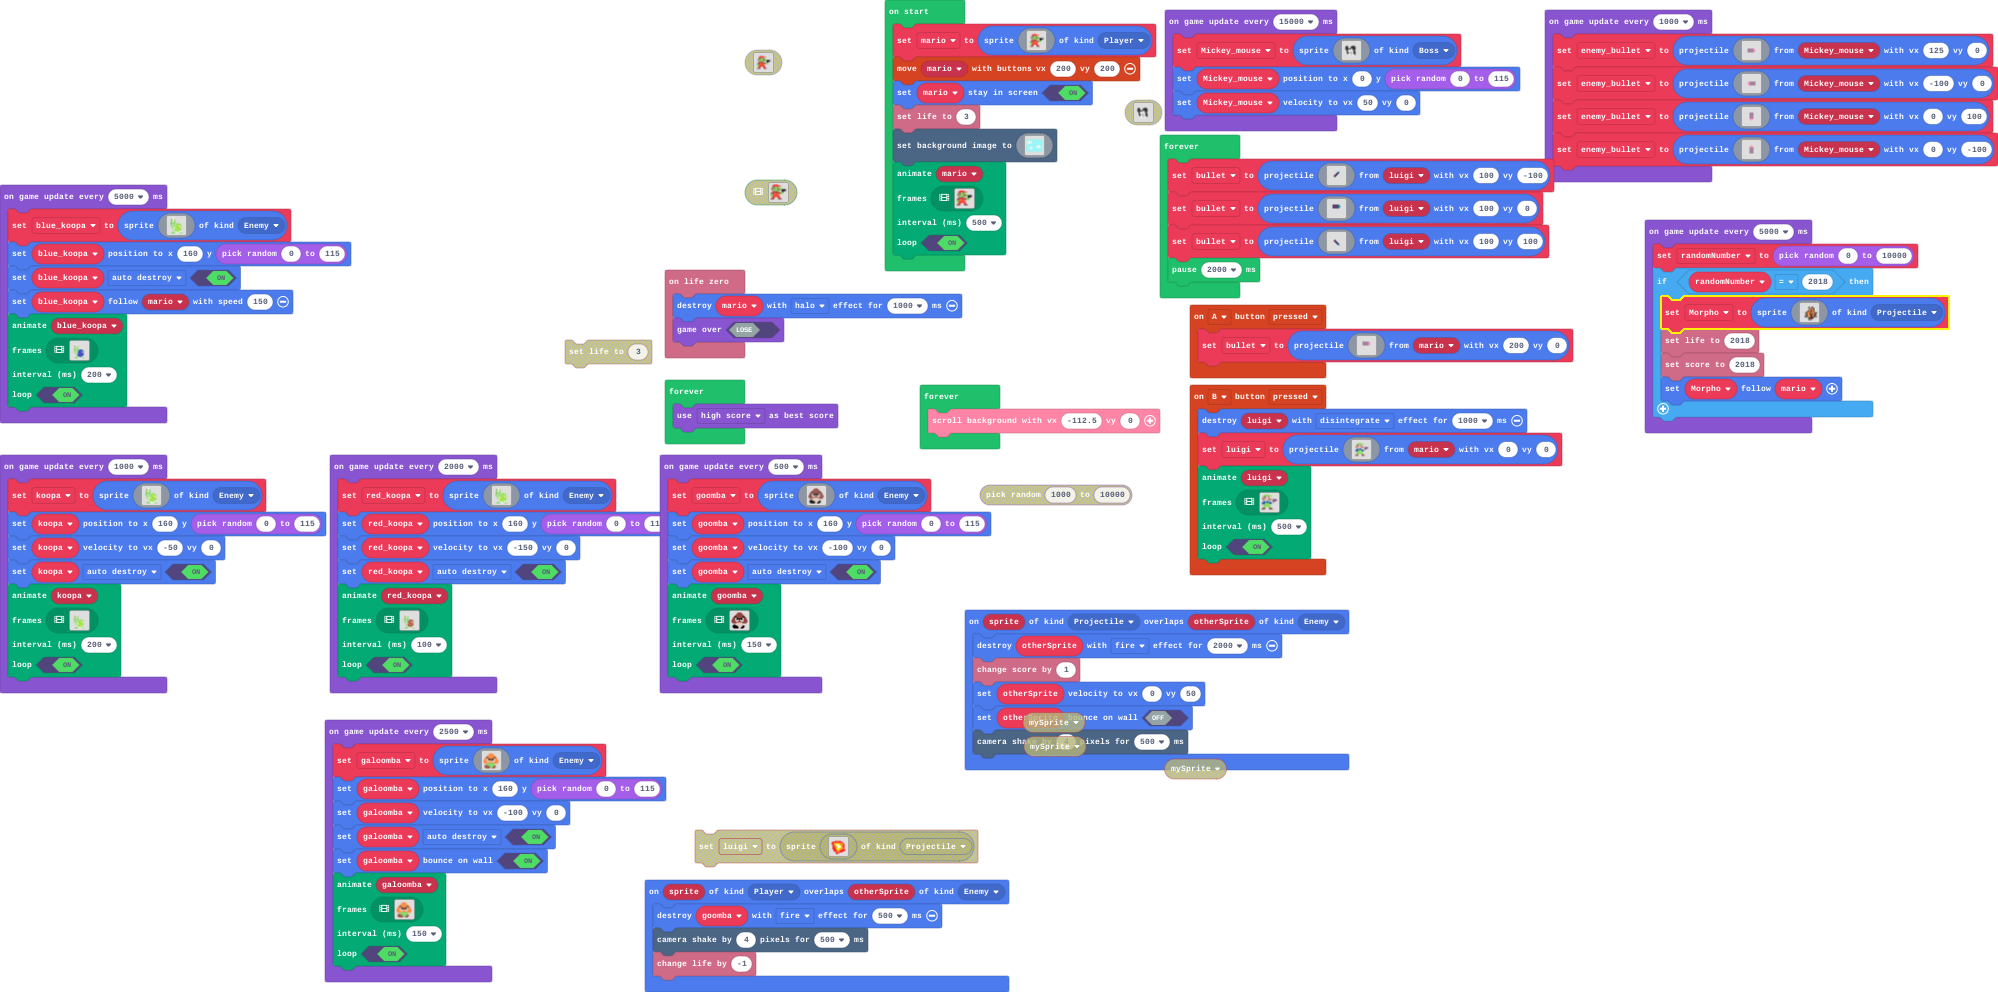 on start
set mario to sprite of kind Player
move mario with buttons vx 200 vy 200
set mario stay in screen ON
set life to 3
set background image to
animate mario
frames
interval (ms) 500
loop ON
on game update every 15000 ms
set Mickey_mouse to sprite of kind Boss
set Mickey_mouse position to x 0 y pick random 0 to 115
set Mickey_mouse velocity to vx 50 vy 0
on game update every 1000 ms
set enemy_bullet to projectile from Mickey_mouse with vx 125 vy 0
set enemy_bullet to projectile from Mickey_mouse with vx -100 vy 0
set enemy_bullet to projectile from Mickey_mouse with vx 0 vy 100
set enemy_bullet to projectile from Mickey_mouse with vx 0 vy -100
forever
set bullet to projectile from luigi with vx 100 vy -100
set bullet to projectile from luigi with vx 100 vy 0
set bullet to projectile from luigi with vx 100 vy 100
pause 2000 ms
on game update every 5000 ms
set blue_koopa to sprite of kind Enemy
set blue_koopa position to x 160 y pick random 0 to 115
set blue_koopa auto destroy ON
set blue_koopa follow mario with speed 150
animate blue_koopa
frames
interval (ms) 200
loop ON
on life zero
destroy mario with halo effect for 1000 ms
game over LOSE
set life to 3
forever
use high score as best score
forever
scroll background with vx -112.5 vy 0
on A button pressed
set bullet to projectile from mario with vx 200 vy 0
on B button pressed
destroy luigi with disintegrate effect for 1000 ms
set luigi to projectile from mario with vx 0 vy 0
animate luigi
frames
interval (ms) 500
loop ON
on game update every 5000 ms
set randomNumber to pick random 0 to 10000
if randomNumber = 2018 then
set Morpho to sprite of kind Projectile
set life to 2018
set score to 2018
set Morpho follow mario
on game update every 1000 ms
set koopa to sprite of kind Enemy
set koopa position to x 160 y pick random 0 to 115
set koopa velocity to vx -50 vy 0
set koopa auto destroy ON
animate koopa
frames
interval (ms) 200
loop ON
on game update every 2000 ms
set red_koopa to sprite of kind Enemy
set red_koopa position to x 160 y pick random 0 to
set red_koopa velocity to vx -150 vy 0
set red_koopa auto destroy ON
animate red_koopa
frames
interval (ms) 100
loop ON
on game update every 500 ms
set goomba to sprite of kind Enemy
set goomba position to x 160 y pick random 0 to 115
set goomba velocity to vx -100 vy 0
set goomba auto destroy ON
animate goomba
frames
interval (ms) 150
loop ON
pick random 1000 to 10000
on sprite of kind Projectile overlaps otherSprite of kind Enemy
destroy otherSprite with fire effect for 2000 ms
change score by 1
set otherSprite velocity to vx 0 vy 50
set bounce on wall OFF
mySprite
camera shake by pixels for 500 ms
mySprite
mySprite
on game update every 2500 ms
set galoomba to sprite of kind Enemy
set galoomba position to x 160 y pick random 0 to 115
set galoomba velocity to vx -100 vy 0
set galoomba auto destroy ON
set galoomba bounce on wall ON
animate galoomba
frames
interval (ms) 150
loop ON
set luigi to sprite of kind Projectile
on sprite of kind Player overlaps otherSprite of kind Enemy
destroy goomba with fire effect for 500 ms
camera shake by 4 pixels for 500 ms
change life by -1